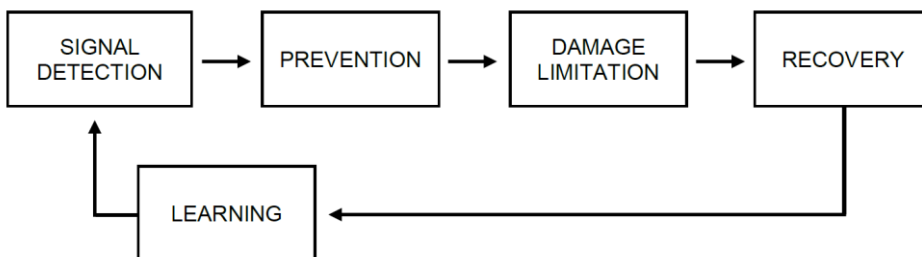 SIGNAL
DETECTION
PREVENTION
DAMAGE
LIMITATION
RECOVERY
LEARNING